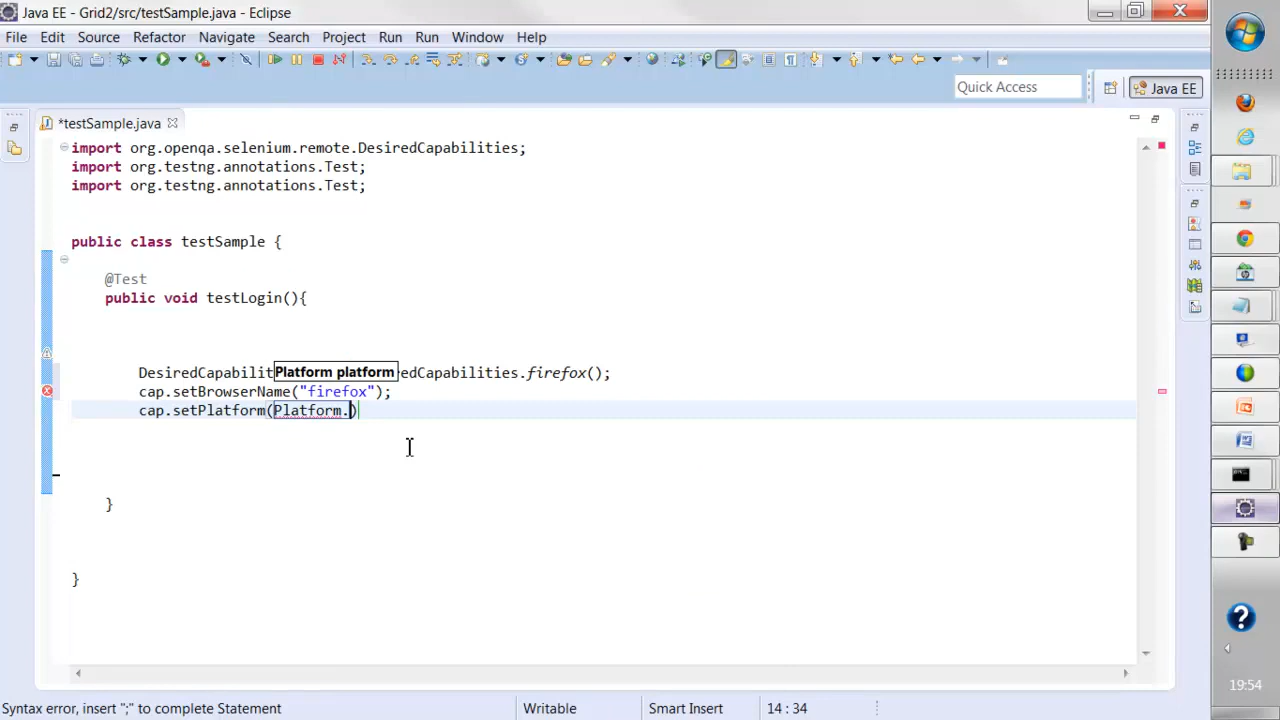 Java EE - Grid2/src/testSample.java - Eclipse
File Edit Source Refactor Navigate Search Project Run Run Window Help
Quick Access
Java EE
*testSample.java
import org.openqa.selenium.remote.DesiredCapabilities;
import org.testng.annotations.Test;
import org.testng.annotations.Test;
public class testSample {
@Test
public void testLogin(){
Platform platform
DesiredCapabilit edCapabilities.firefox();
cap.setBrowserName("firefox");
cap.setPlatform(Platform.)
}
}
Syntax error, insert ";" to complete Statement
Writable
Smart Insert
14 : 34
19:54